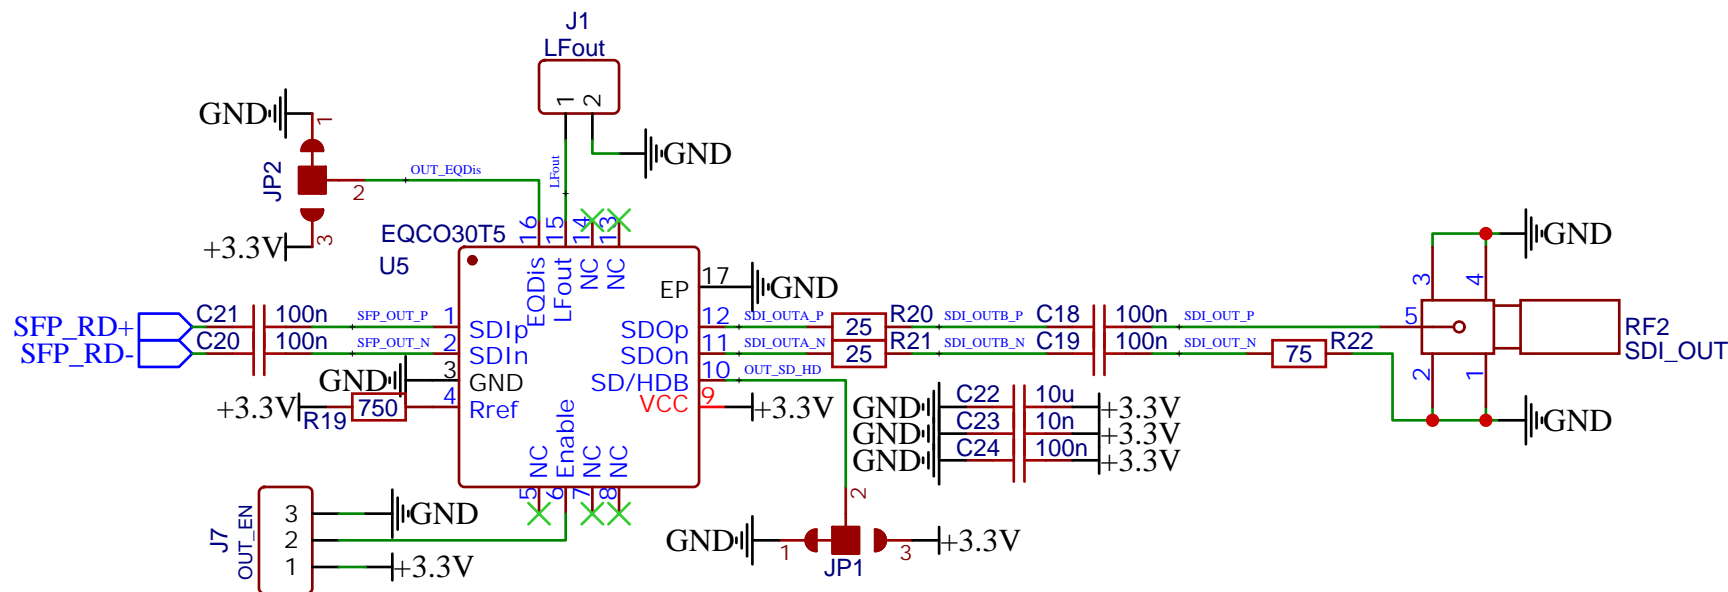 J1
LFout
1
2
GND
GND
1
JP2
2
3
+3.3V
OUT_EQDis
LFout
16
15
14
13
EQCO30T5
U5
EQDis
LFout
NC
NC
EP
17
GND
SFP_RD+
SFP_RD-
C21
100n
C20
100n
SFP_OUT_P
SFP_OUT_N
1
SDIp
2
SDIn
GND
3
GND
+3.3V
R19
750
4
Rref
SDOp
12
SDOn
11
SD/HDB
10
VCC
9
+3.3V
SDI_OUTA_P
SDI_OUTA_N
OUT_SD_HD
25
R20
25
R21
SDI_OUTB_P
SDI_OUTB_N
C18
100n
C19
100n
SDI_OUT_P
SDI_OUT_N
75
R22
3
4
GND
5
RF2
SDI_OUT
2
1
GND
GND
C22
10u
+3.3V
GND
C23
10n
+3.3V
GND
C24
100n
+3.3V
NC
Enable
NC
NC
5
6
7
8
J7
OUT_EN
3
GND
2
1
+3.3V
2
GND
1
3
+3.3V
JP1